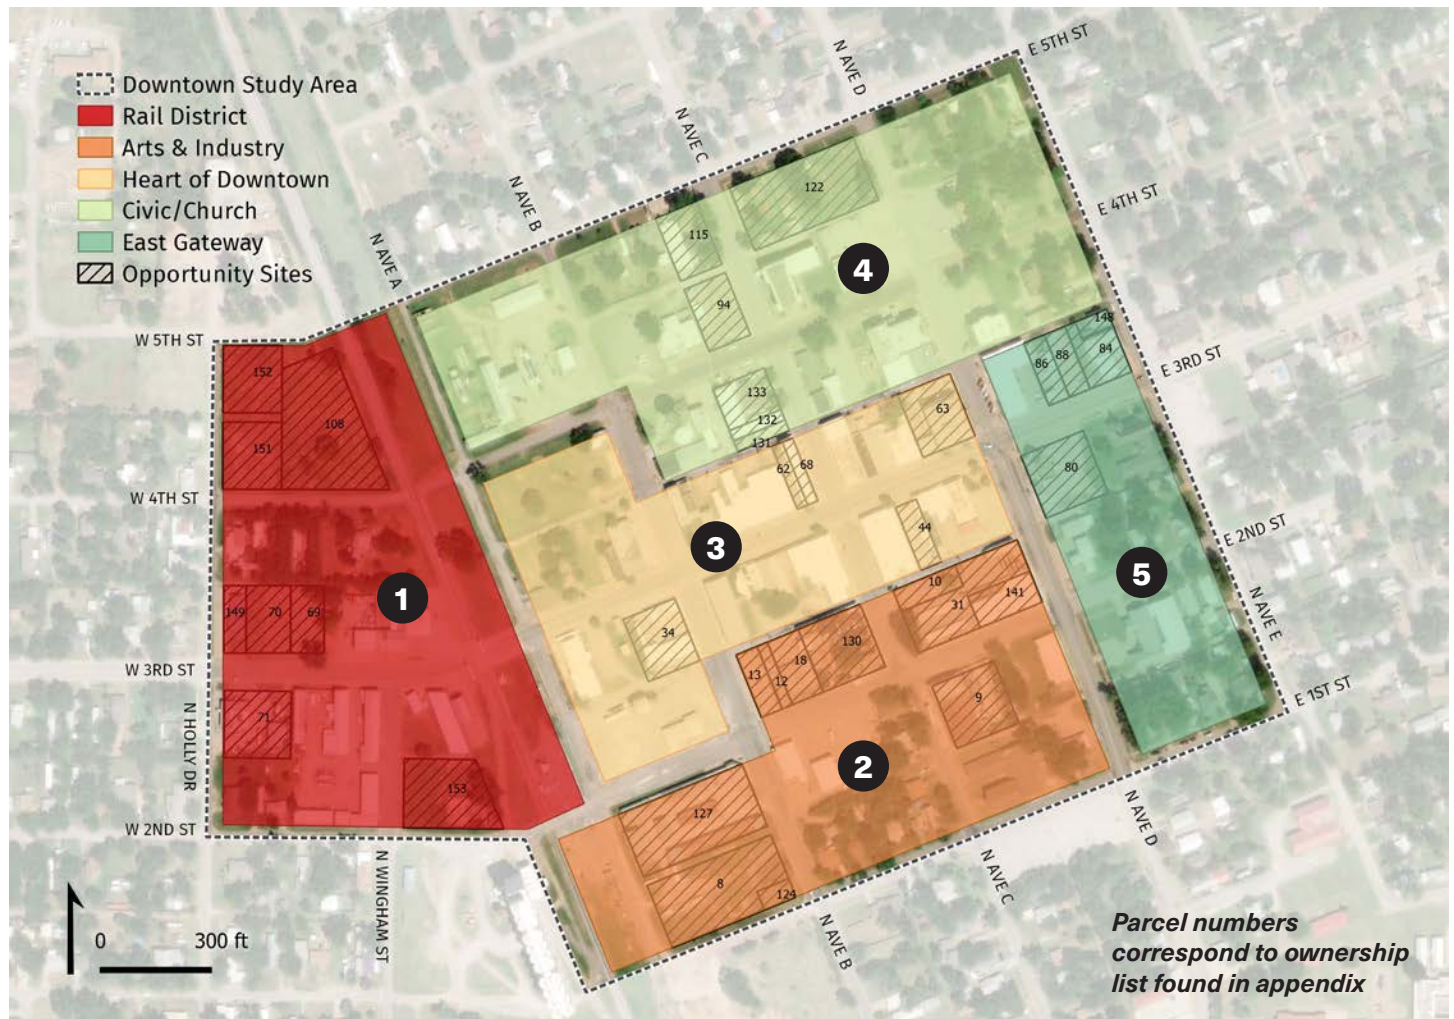 Downtown Study Area
Rail District
Arts & Industry
Heart of Downtown
Civic/Church
East Gateway
Opportunity Sites
E 5TH ST
N AVE D
N AVE C
N AVE B
N AVE A
E 4TH ST
E 3RD ST
E 2ND ST
N AVE E
E 1ST ST
W 5TH ST
W 4TH ST
W 3RD ST
N HOLLY DR
W 2ND ST
N WINGHAM ST
N AVE B
N AVE C
N AVE D
122
115
94
4
133
132
131
148
86
88
84
80
5
63
62
68
44
3
34
152
108
151
1
149
70
69
71
153
10
31
141
130
18
13
12
9
2
127
8
124
0
300 ft
Parcel numbers
correspond to ownership
list found in appendix